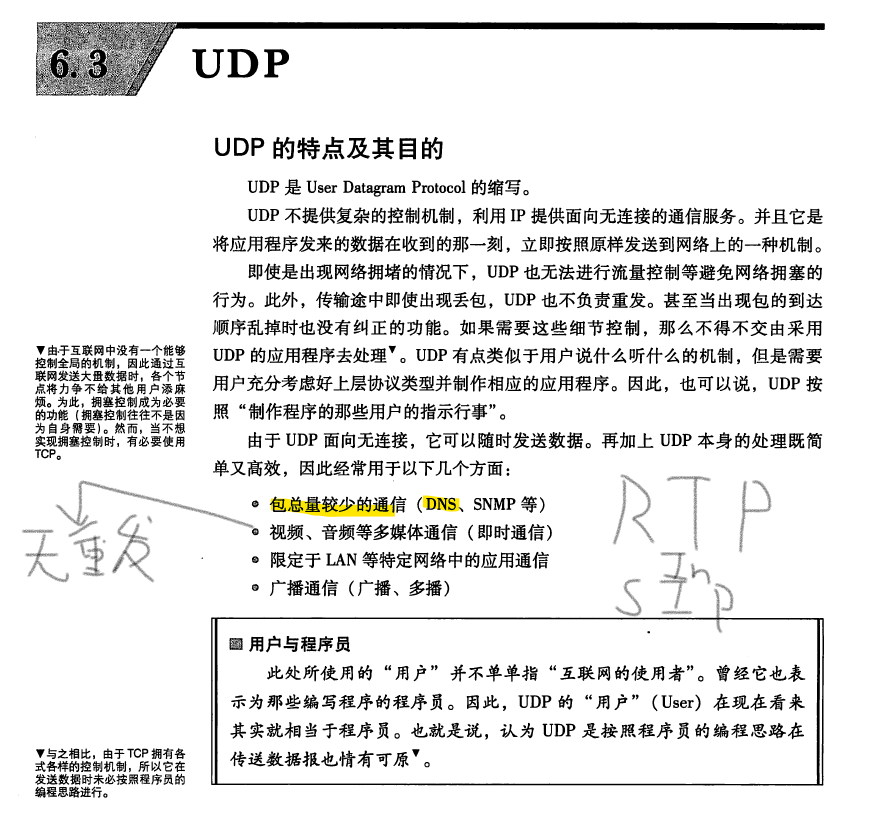 6.3 UDP
UDP 的特点及其目的
UDP 是 User Datagram Protocol 的缩写。
UDP 不提供复杂的控制机制，利用 IP 提供面向无连接的通信服务。并且它是
将应用程序发来的数据在收到的那一刻，立即按照原样发送到网络上的一种机制。
即使是出现网络拥堵的情况下，UDP 也无法进行流量控制等避免网络拥塞的
行为。此外，传输途中即使出现丢包，UDP 也不负责重发。甚至当出现包的到达
顺序乱掉时也没有纠正的功能。如果需要这些细节控制，那么不得不交由采用
UDP 的应用程序去处理▼。UDP 有点类似于用户说什么听什么的机制，但是需要
用户充分考虑好上层协议类型并制作相应的应用程序。因此，也可以说，UDP 按
照“制作程序的那些用户的指示行事”。
▼由于互联网中没有一个能够
控制全局的机制，因此通过互
联网发送大量数据时，各个节
点将力争不给其他用户添麻
烦。为此，拥塞控制成为必要
的功能（拥塞控制往往不是因
为自身需要）。然而，当不想
实现拥塞控制时，有必要使用
TCP。
由于 UDP 面向无连接，它可以随时发送数据。再加上 UDP 本身的处理既简
单又高效，因此经常用于以下几个方面：
• 包总量较少的通信（DNS、SNMP 等）
• 视频、音频等多媒体通信（即时通信）
• 限定于 LAN 等特定网络中的应用通信
• 广播通信（广播、多播）
无重发
RTP
用户与程序员
此处所使用的“用户”并不单单指“互联网的使用者”。曾经它也表
示为那些编写程序的程序员。因此，UDP 的“用户”（User）在现在看来
其实就相当于程序员。也就是说，认为 UDP 是按照程序员的编程思路在
传送数据报也情有可原▼。
▼与之相比，由于 TCP 拥有各
式各样的控制机制，所以它在
发送数据时未必按照程序员的
编程思路进行。